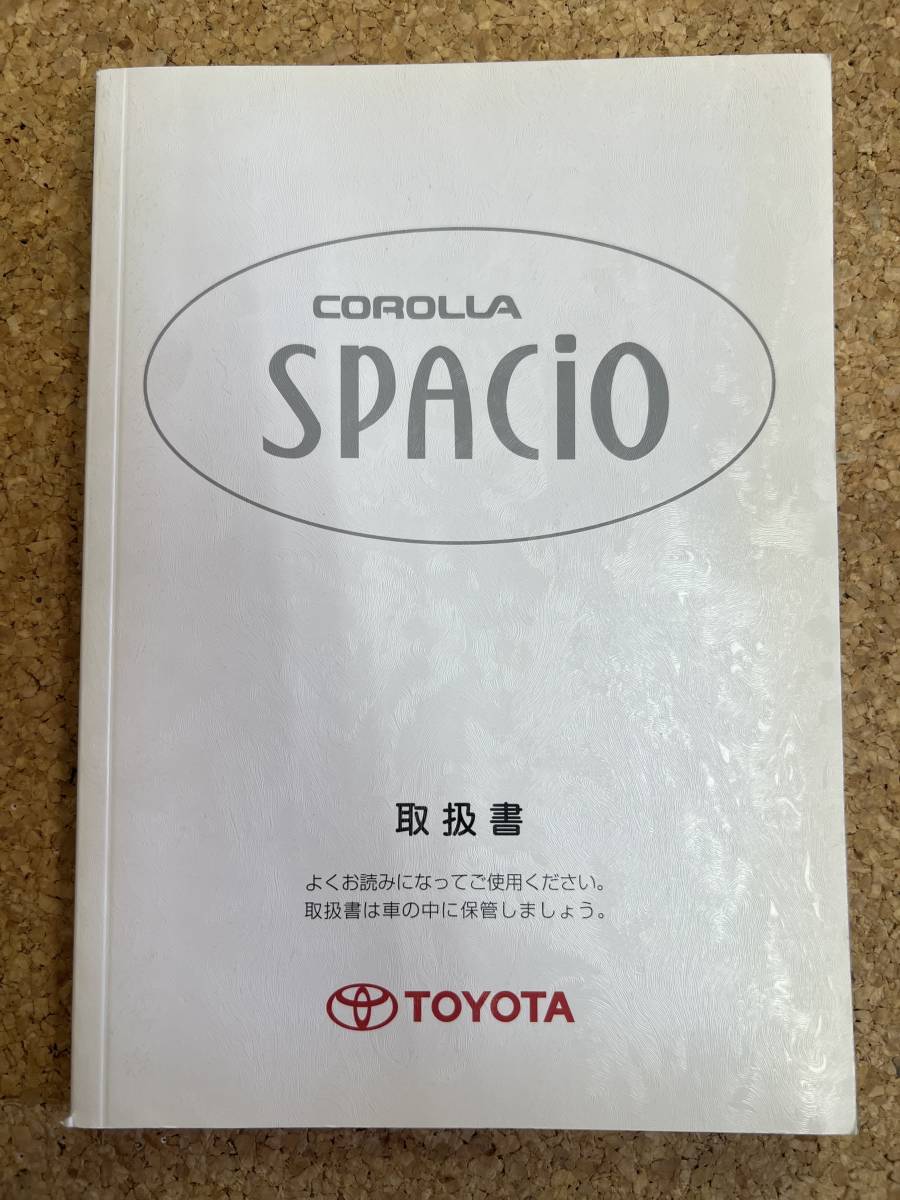 COROLLA
SPACiO
取扱書
よくお読みになってご使用ください。
取扱書は車の中に保管しましょう。
TOYOTA